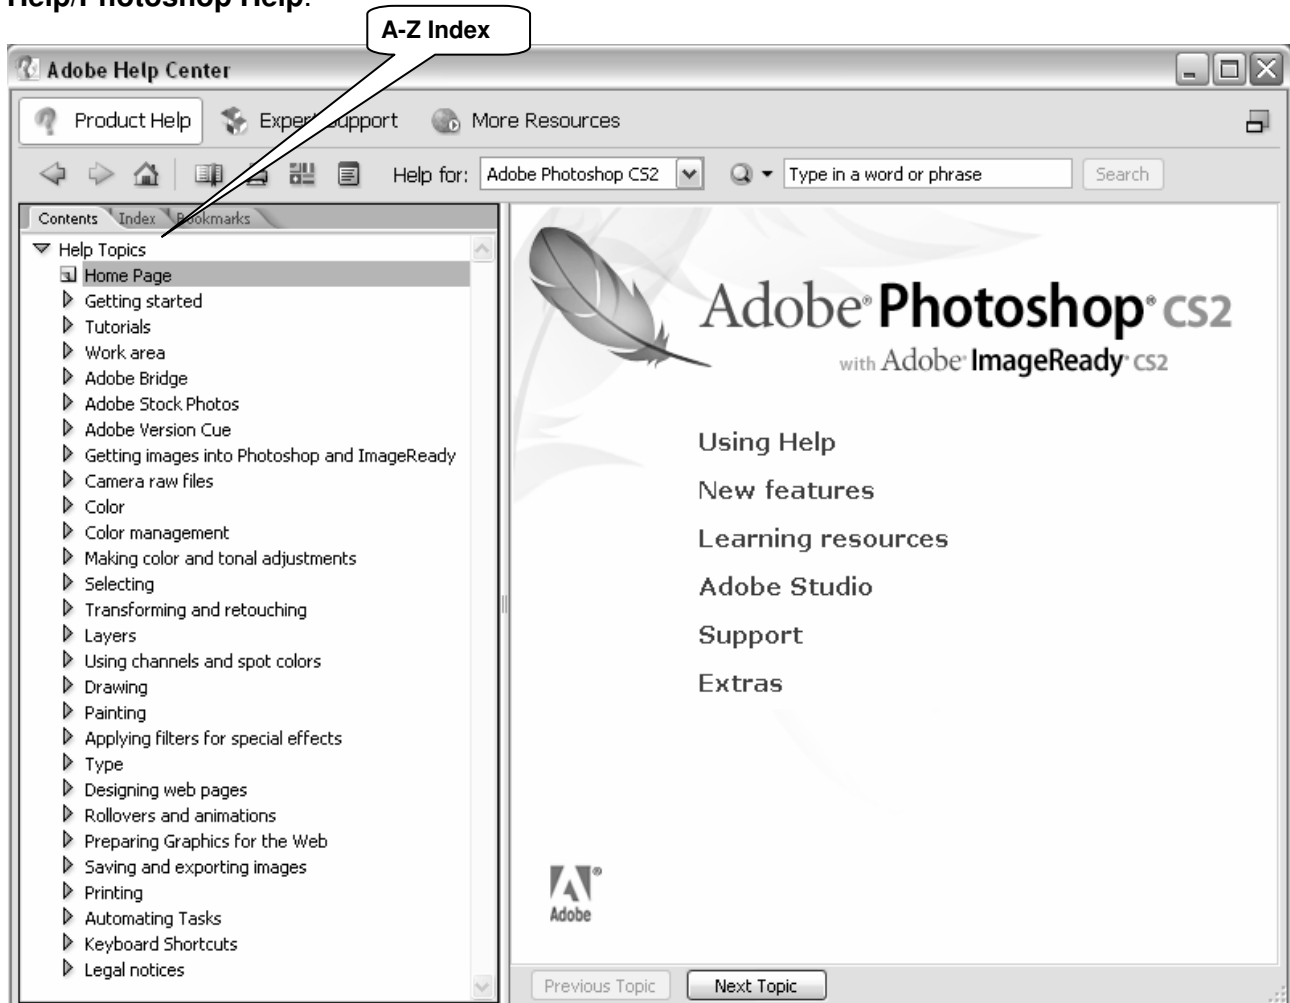 Help/Photoshop Help.
A-Z Index
Adobe Help Center
Product Help Expert Support More Resources
Help for: Adobe Photoshop CS2 Type in a word or phrase Search
Contents Index Bookmarks
Help Topics
Home Page
Getting started
Tutorials
Work area
Adobe Bridge
Adobe Stock Photos
Adobe Version Cue
Getting images into Photoshop and ImageReady
Camera raw files
Color
Color management
Making color and tonal adjustments
Selecting
Transforming and retouching
Layers
Using channels and spot colors
Drawing
Painting
Applying filters for special effects
Type
Designing web pages
Rollovers and animations
Preparing Graphics for the Web
Saving and exporting images
Printing
Automating Tasks
Keyboard Shortcuts
Legal notices
Adobe® Photoshop® CS2
with Adobe® ImageReady® CS2
Using Help
New features
Learning resources
Adobe Studio
Support
Extras
Adobe
Previous Topic Next Topic